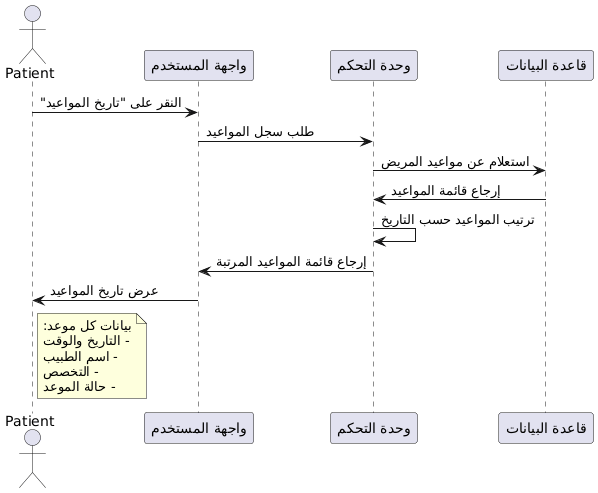 Patient
واجهة المستخدم
وحدة التحكم
قاعدة البيانات
النقر على "تاريخ المواعيد"
طلب سجل المواعيد
استعلام عن مواعيد المريض
إرجاع قائمة المواعيد
ترتيب المواعيد حسب التاريخ
إرجاع قائمة المواعيد المرتبة
عرض تاريخ المواعيد
بيانات كل موعد:
- التاريخ والوقت
- اسم الطبيب
- التخصص
- حالة الموعد
Patient
واجهة المستخدم
وحدة التحكم
قاعدة البيانات